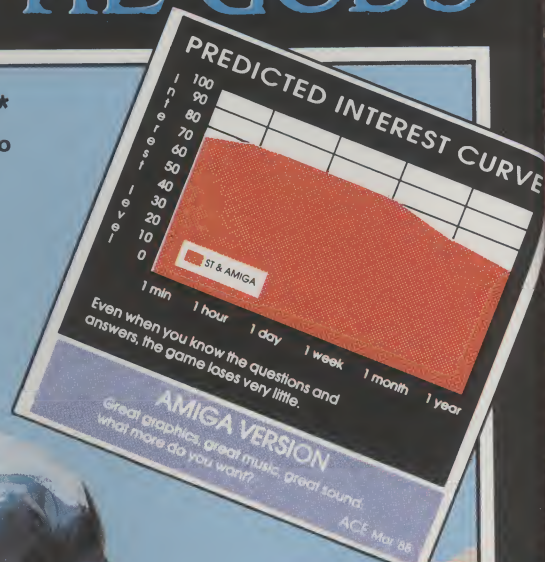 HE GODS
*
o
PREDICTED INTEREST CURVE
Interest level
100
90
80
70
60
50
40
30
20
10
0
ST & AMIGA
1 min 1 hour 1 day 1 week 1 month 1 year
Even when you know the questions and
answers, the game loses very little.
AMIGA VERSION
Great graphics, great music, great sound.
what more do you want?
ACE Mar '88